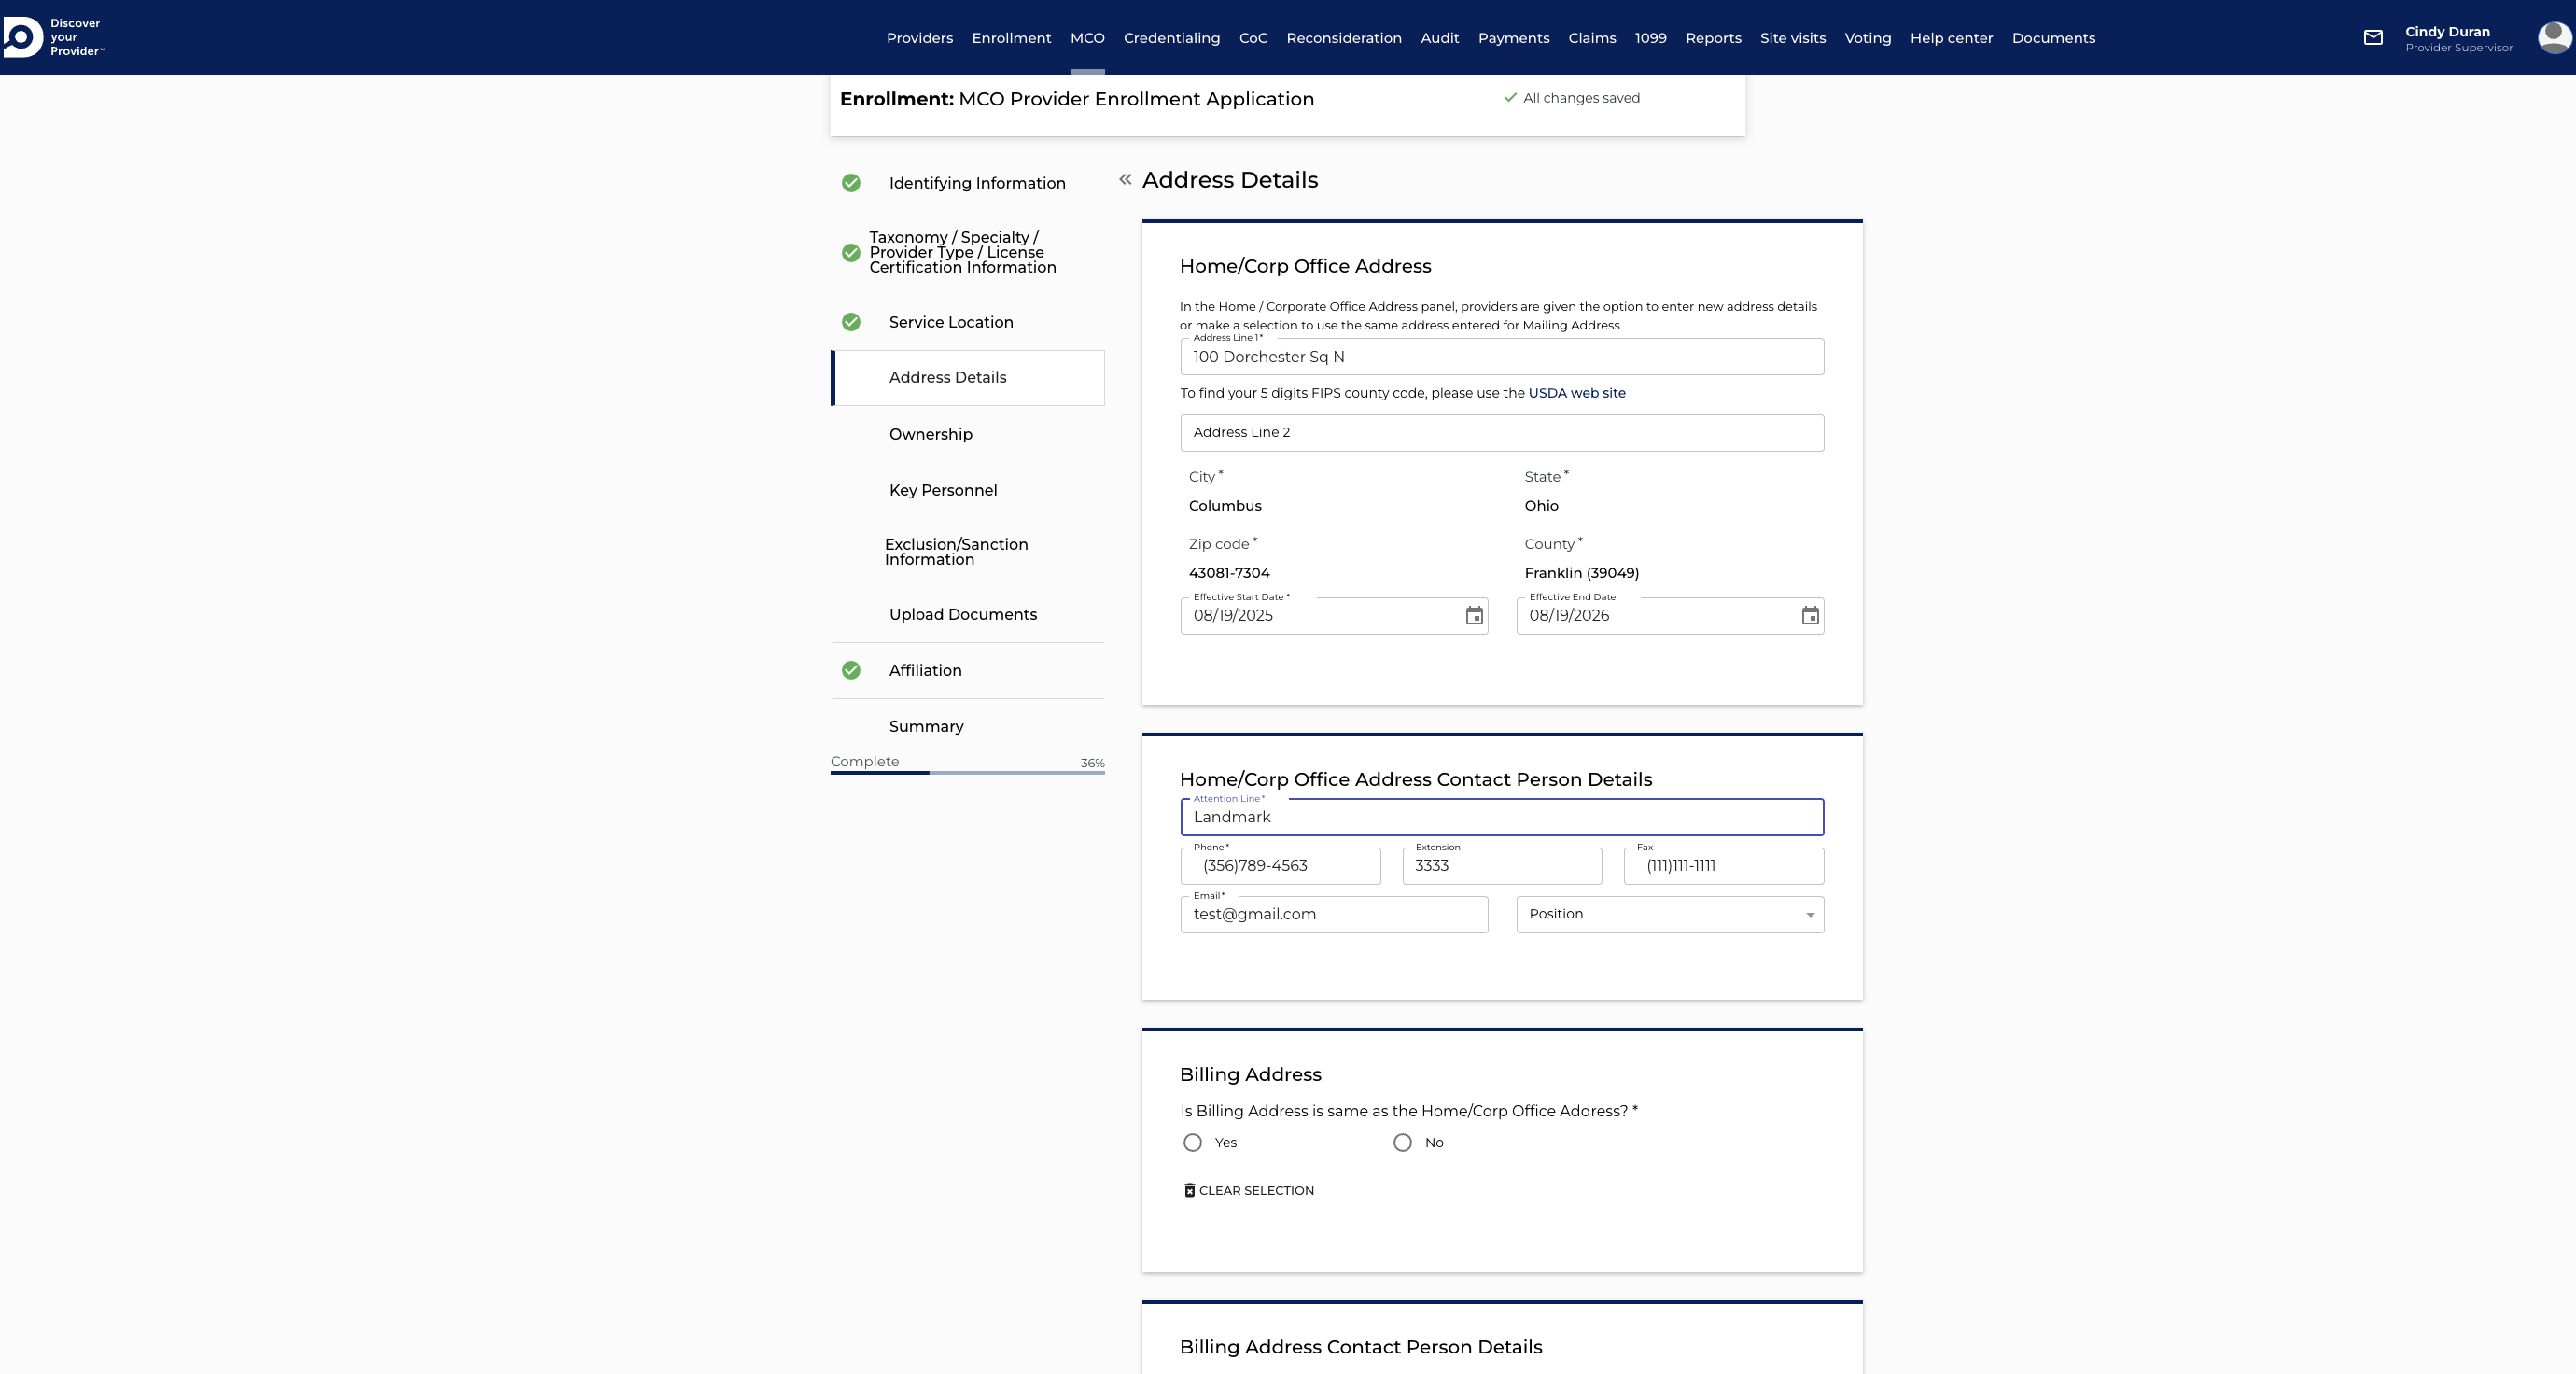 Discover
your
Provider™
Providers Enrollment MCO Credentialing CoC Reconsideration Audit Payments Claims 1099 Reports Site visits Voting Help center Documents
Cindy Duran
Provider Supervisor
Enrollment: MCO Provider Enrollment Application
All changes saved
Identifying Information
Taxonomy / Specialty /
Provider Type / License
Certification Information
Service Location
Address Details
Ownership
Key Personnel
Exclusion/Sanction
Information
Upload Documents
Affiliation
Summary
Complete 36%
Address Details
Home/Corp Office Address
In the Home / Corporate Office Address panel, providers are given the option to enter new address details
or make a selection to use the same address entered for Mailing Address
Address Line 1 *
100 Dorchester Sq N
To find your 5 digits FIPS county code, please use the USDA web site
Address Line 2
City * State *
Columbus Ohio
Zip code * County *
43081-7304 Franklin (39049)
Effective Start Date * Effective End Date
08/19/2025 08/19/2026
Home/Corp Office Address Contact Person Details
Attention Line *
Landmark
Phone * Extension Fax
(356)789-4563 3333 (111)111-1111
Email *
test@gmail.com Position
Billing Address
Is Billing Address is same as the Home/Corp Office Address? *
Yes No
CLEAR SELECTION
Billing Address Contact Person Details